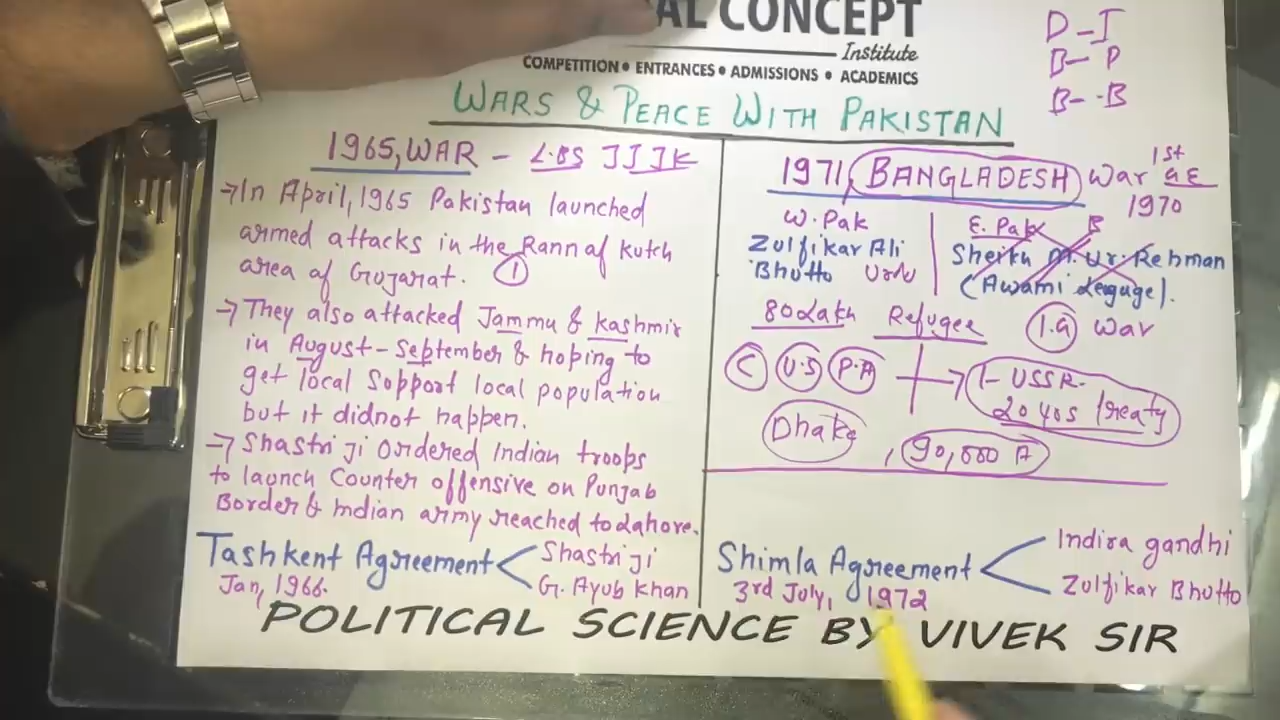 AL CONCEPT
Institute
COMPETITION • ENTRANCES • ADMISSIONS • ACADEMICS
D - I
B - P
B - B
WARS & PEACE WITH PAKISTAN
1965, WAR - L.B.S JJJK
→ In April, 1965 Pakistan launched
armed attacks in the Rann of kutch
area of Gujarat. 1
→ They also attacked Jammu & kashmir
in August - September & hoping to
get local Support local population
but it didnot happen.
→ Shastri ji ordered Indian troops
to launch Counter offensive on Punjab
Border & Indian army reached to Lahore.
Tashkent Agreement
Jan, 1966.
Shastri ji
G. Ayub Khan
1971, BANGLADESH War
1st G.E
1970
W. Pak
Zulfikar Ali
Bhutto Urdu
E. Pak B
Sheikh M. Ur. Rehman
(Awami League).
80 Lakh Refugee
I.G War
C U.S P.A
I - USSR -
20 yrs Treaty
Dhaka, 90,000 A
Shimla Agreement
3rd July, 1972
Indira gandhi
Zulfikar Bhutto
POLITICAL SCIENCE BY VIVEK SIR